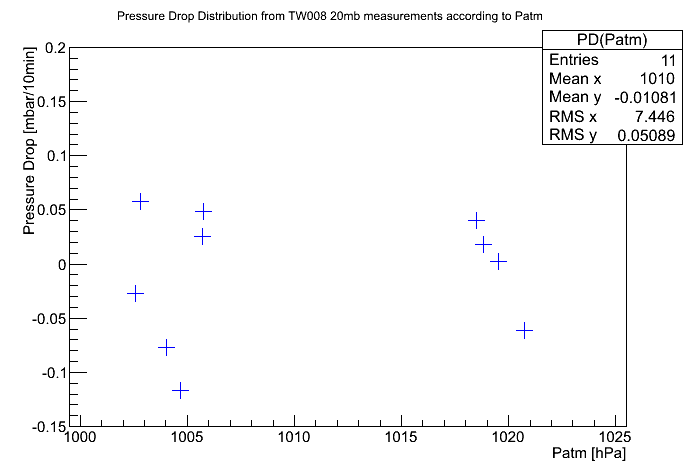 Pressure Drop Distribution from TW008 20mb measurements according to Patm
PD(Patm)
Entries 11
Mean x 1010
Mean y -0.01081
RMS x 7.446
RMS y 0.05089
Pressure Drop [mbar/10min]
0.2
0.15
0.1
0.05
0
-0.05
-0.1
-0.15
1000 1005 1010 1015 1020 1025
Patm [hPa]